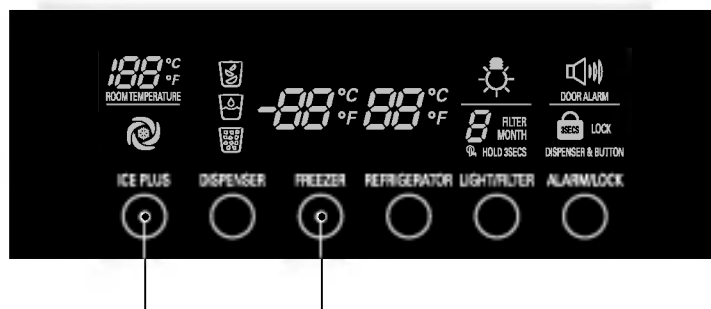 188 °C °F
ROOM TEMPERATURE
-88 °C °F 88 °C °F
DOOR ALARM
8 FILTER MONTH
HOLD 3SECS
3SECS LOCK
DISPENSER & BUTTON
ICE PLUS DISPENSER FREEZER REFRIGERATOR LIGHT/FILTER ALARM/LOCK